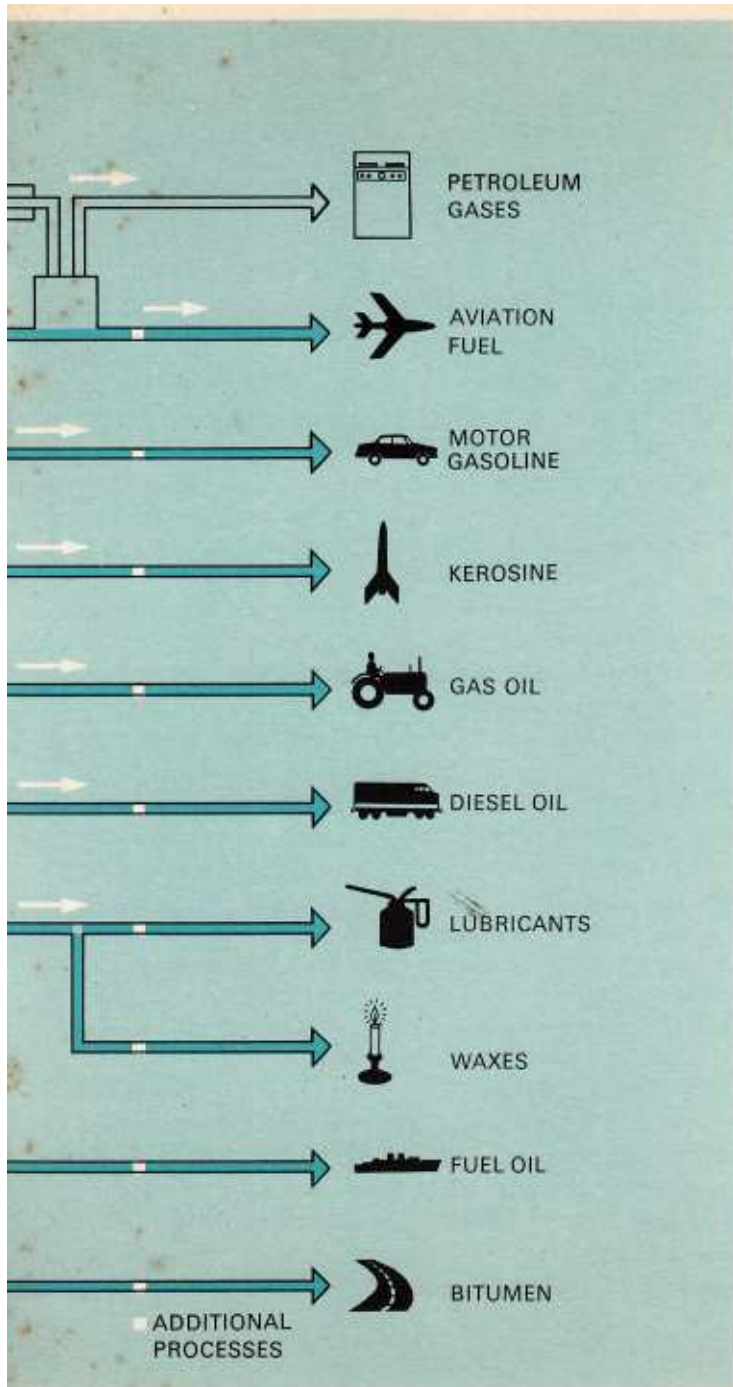 PETROLEUM
GASES
AVIATION
FUEL
MOTOR
GASOLINE
KEROSINE
GAS OIL
DIESEL OIL
LUBRICANTS
WAXES
FUEL OIL
BITUMEN
ADDITIONAL
PROCESSES